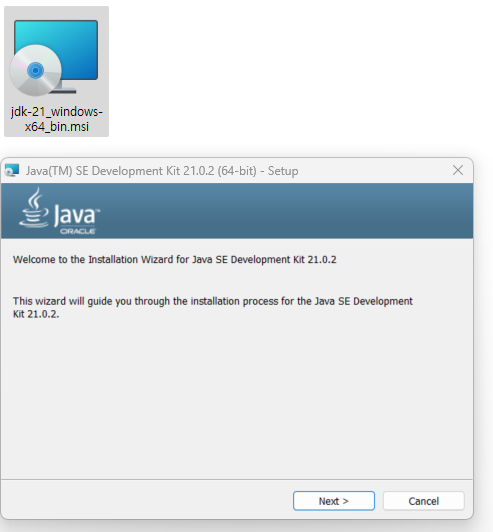 jdk-21_windows-
x64_bin.msi
Java(TM) SE Development Kit 21.0.2 (64-bit) - Setup
Java™
ORACLE
Welcome to the Installation Wizard for Java SE Development Kit 21.0.2
This wizard will guide you through the installation process for the Java SE Development
Kit 21.0.2.
Next >
Cancel